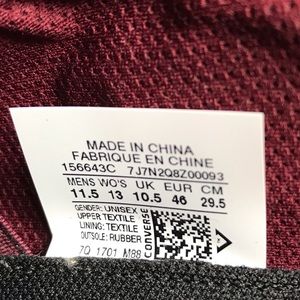 MADE IN CHINA
FABRIQUE EN CHINE
156643C 7J7N2Q8Z00093
MENS WO'S UK EUR CM
11.5 13 10.5 46 29.5
GENDER: UNISEX
UPPER: TEXTILE
LINING: TEXTILE
OUTSOLE: RUBBER
7Q 1701 M88
CONVERSE